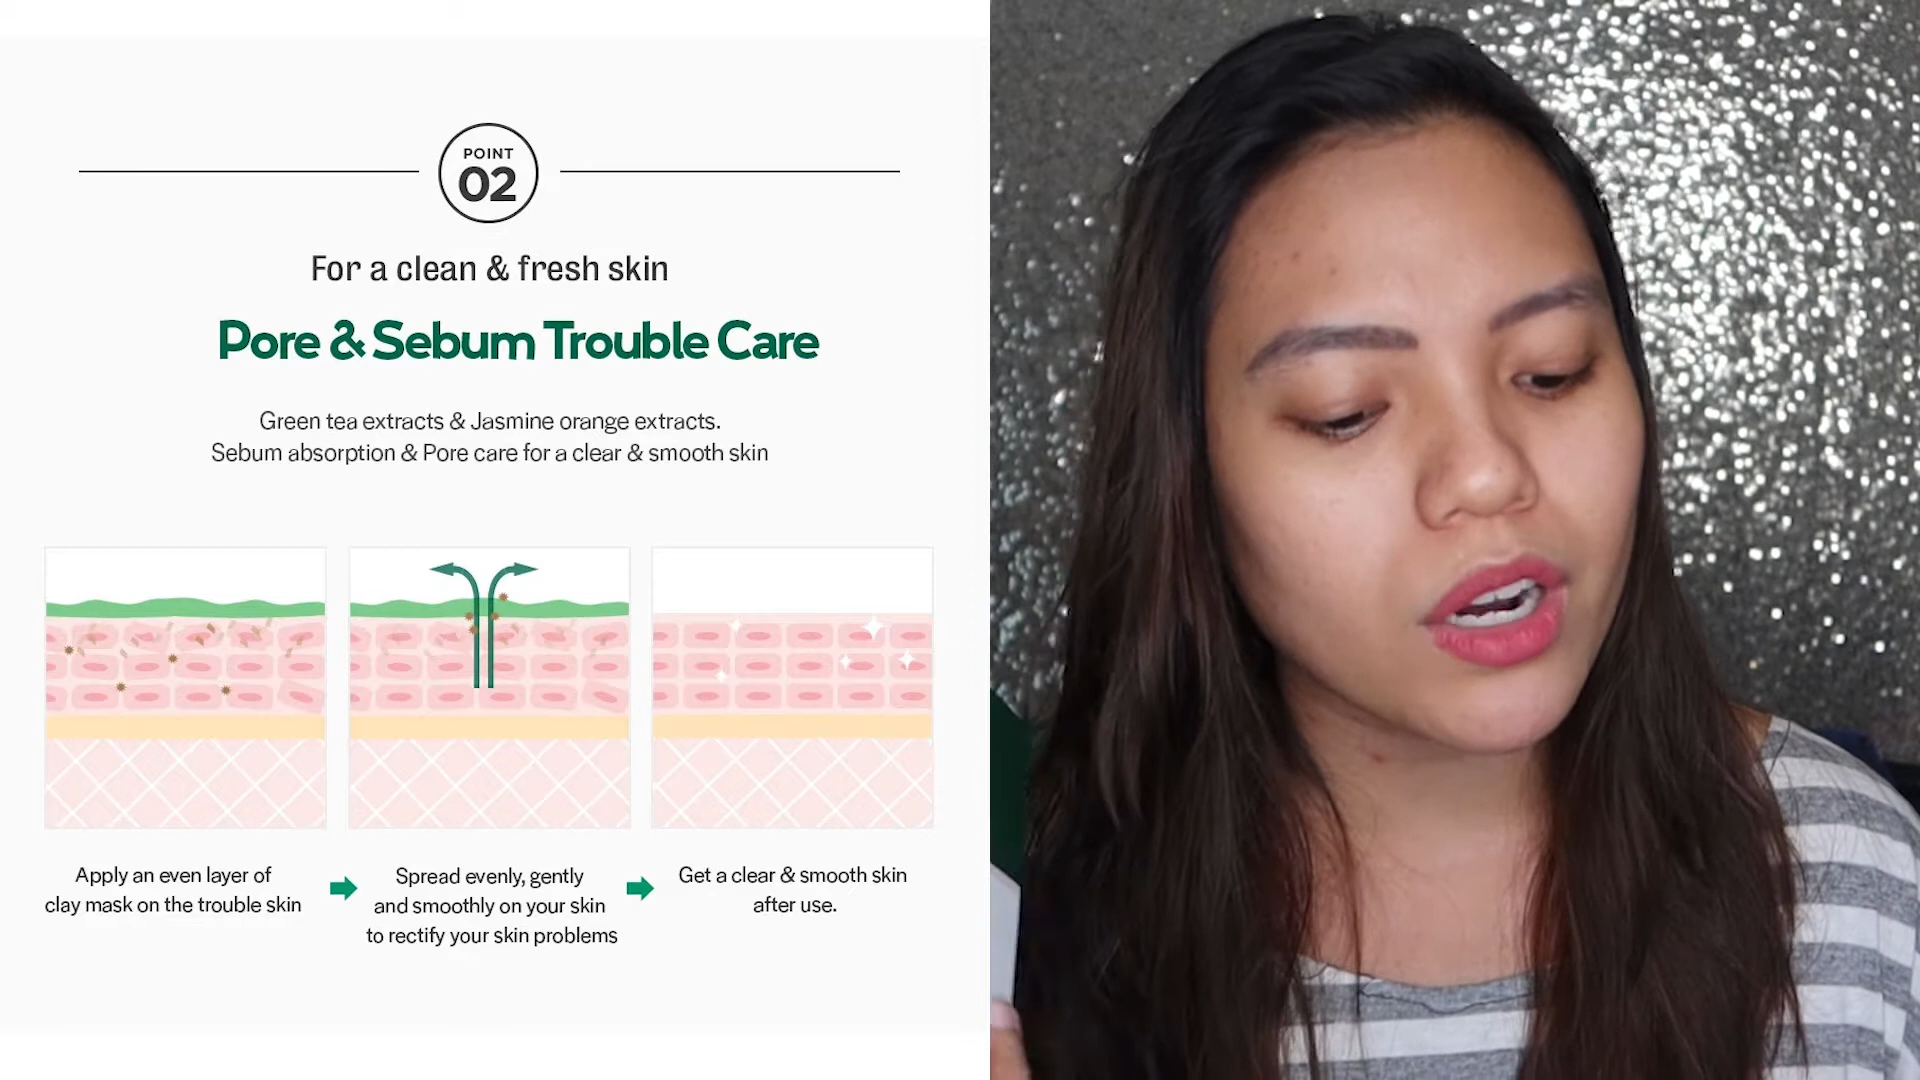 POINT
02
For a clean & fresh skin
Pore & Sebum Trouble Care
Green tea extracts & Jasmine orange extracts.
Sebum absorption & Pore care for a clear & smooth skin
Apply an even layer of
clay mask on the trouble skin
Spread evenly, gently
and smoothly on your skin
to rectify your skin problems
Get a clear & smooth skin
after use.